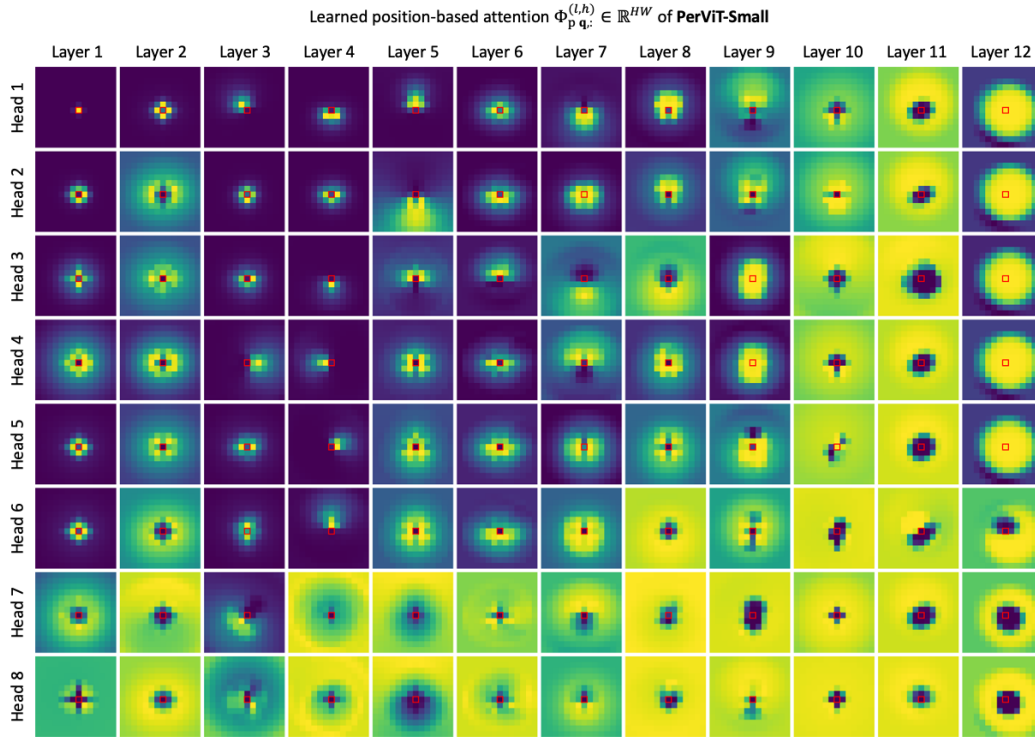 Learned position-based attention Φ_{p q,:}^{(l,h)} ∈ ℝ^{HW} of PerViT-Small
Layer 1 Layer 2 Layer 3 Layer 4 Layer 5 Layer 6 Layer 7 Layer 8 Layer 9 Layer 10 Layer 11 Layer 12
Head 1
Head 2
Head 3
Head 4
Head 5
Head 6
Head 7
Head 8